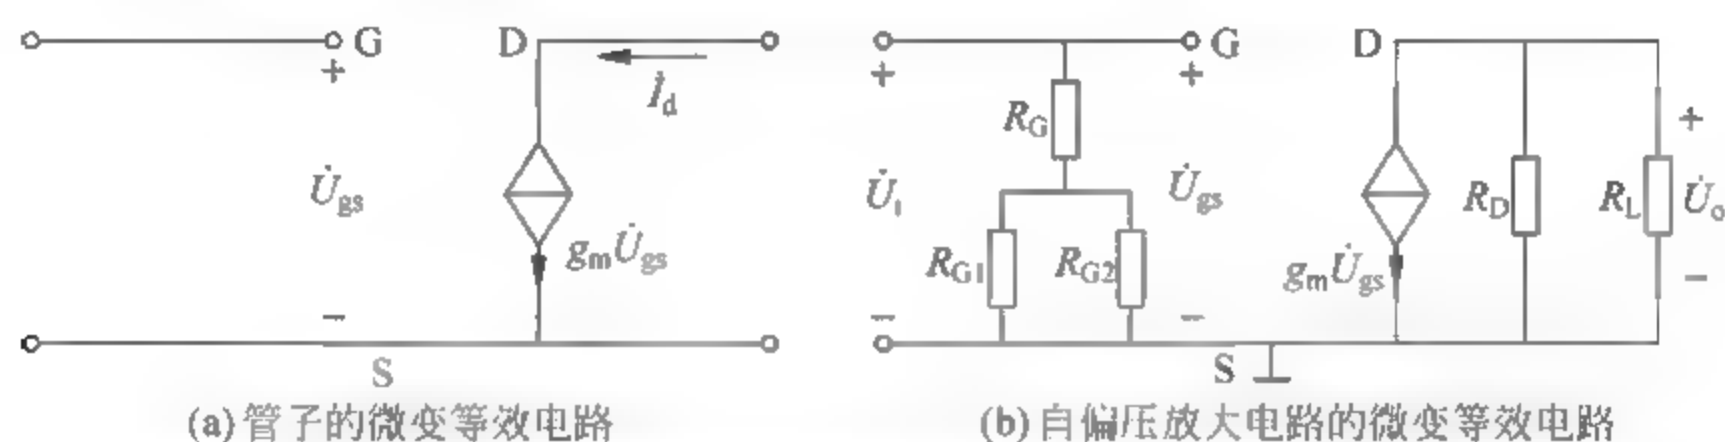 G
D
+
İd
U̇gs
gmU̇gs
−
S
(a) 管子的微变等效电路
G
D
+
+
RG
+
U̇i
U̇gs
RD
RL
U̇o
RG1
RG2
gmU̇gs
−
−
−
S
(b) 自偏压放大电路的微变等效电路